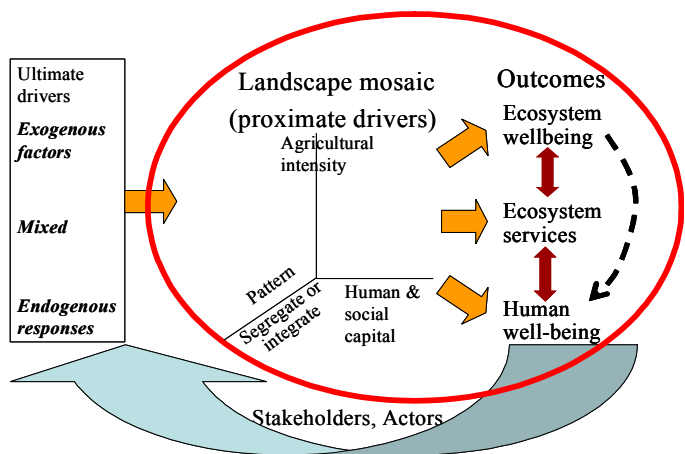 Ultimate
drivers
Exogenous
factors
Mixed
Endogenous
responses
Landscape mosaic
(proximate drivers)
Agricultural
intensity
Pattern
Segregate or
integrate
Human &
social
capital
Outcomes
Ecosystem
wellbeing
Ecosystem
services
Human
well-being
Stakeholders, Actors